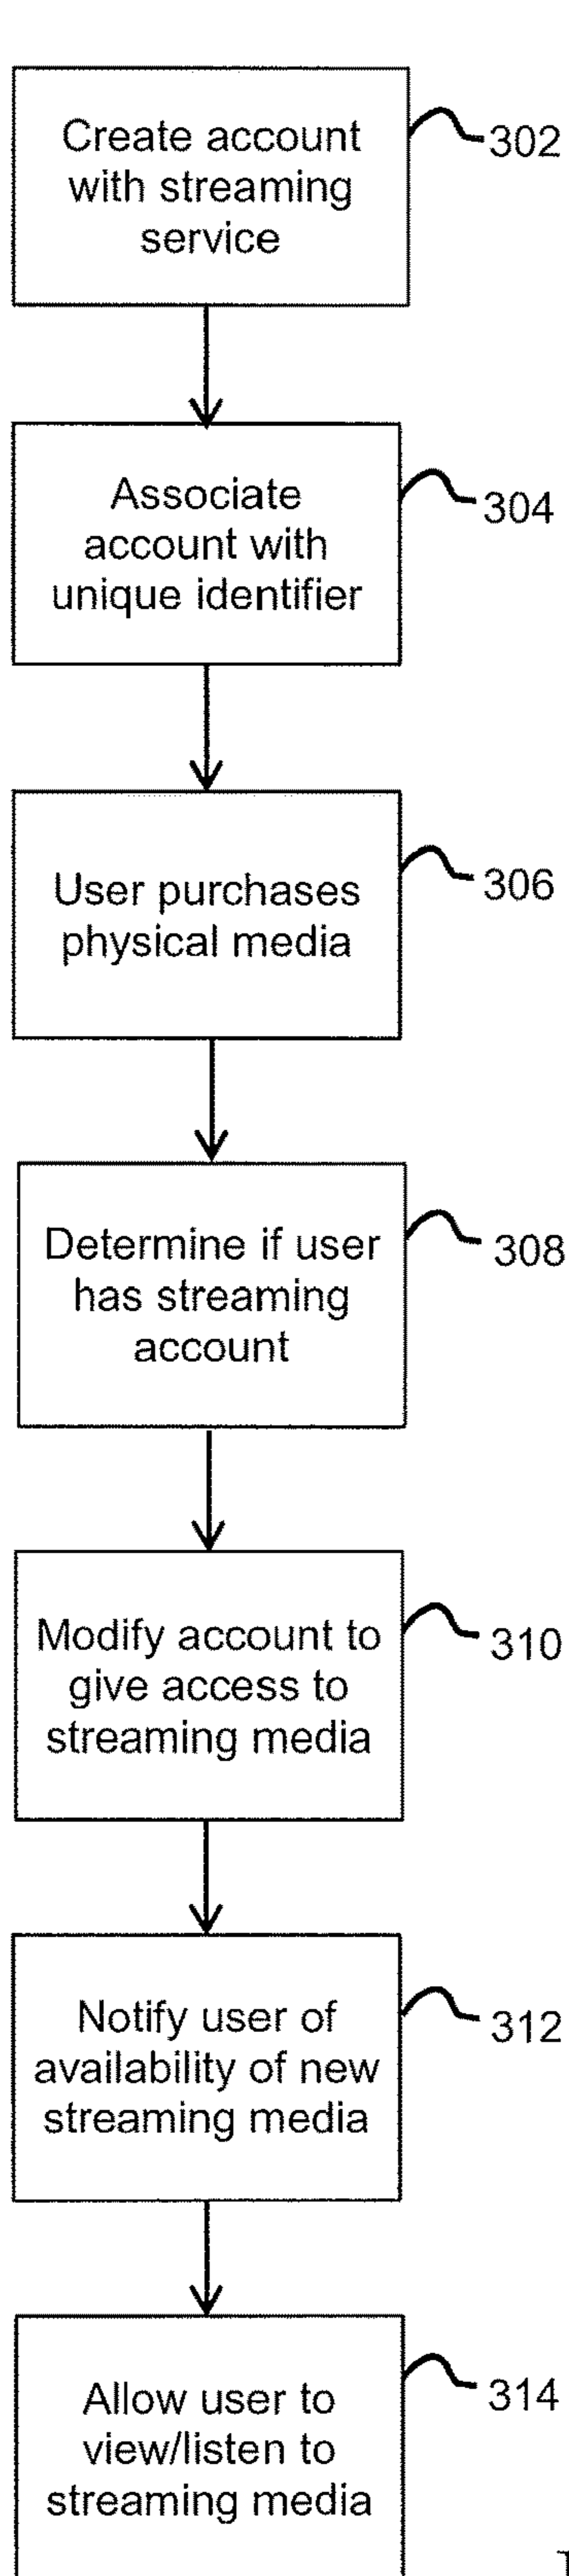 Create account
with streaming
service
302
Associate
account with
unique identifier
304
User purchases
physical media
306
Determine if user
has streaming
account
308
Modify account to
give access to
streaming media
310
Notify user of
availability of new
streaming media
312
Allow user to
view/listen to
streaming media
314